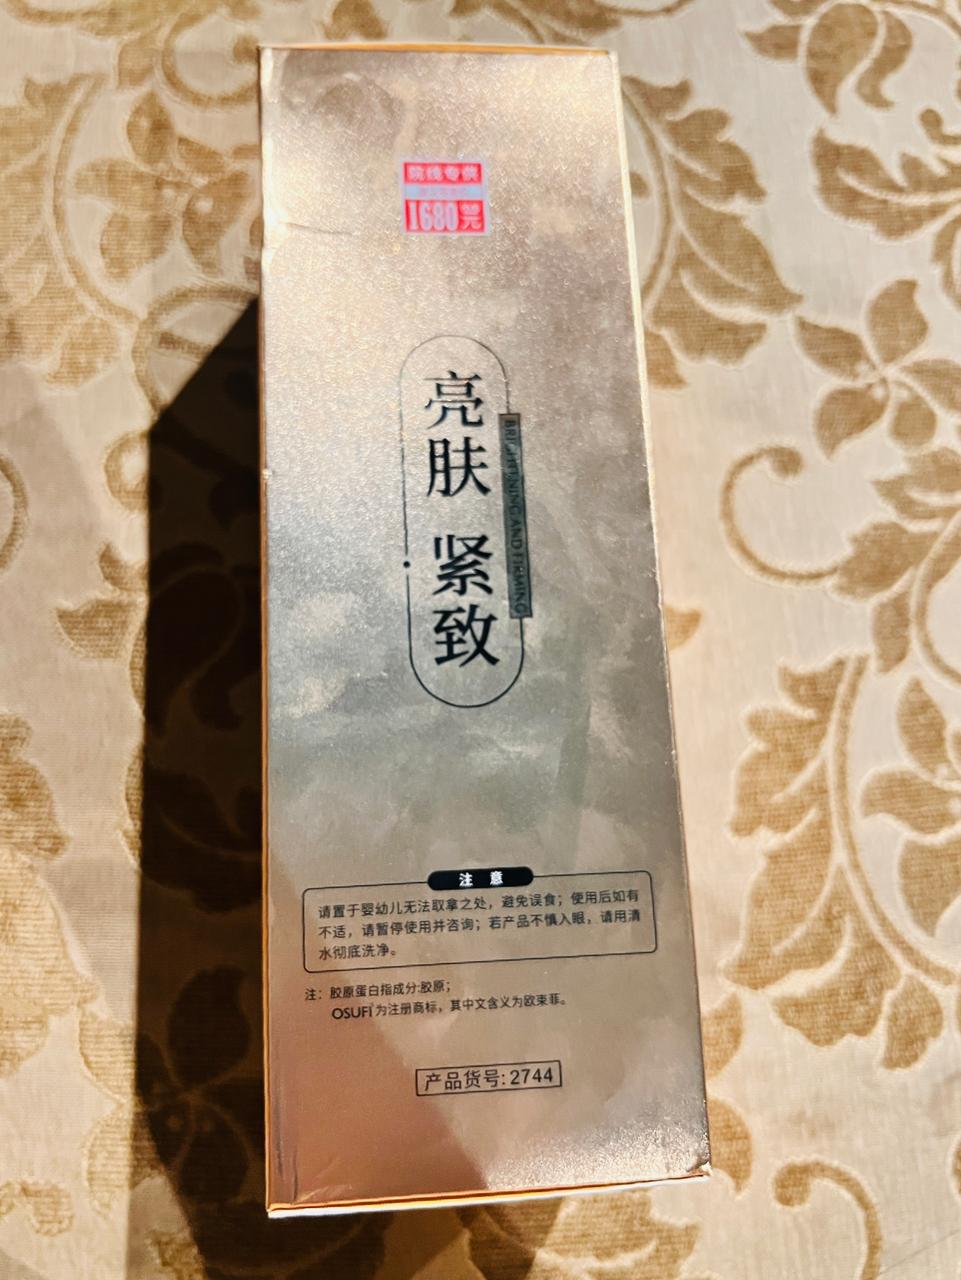 院线专供
1680元
亮肤 紧致
BRIGHTENING AND FIRMING
注 意
请置于婴幼儿无法取拿之处，避免误食；使用后如有
不适，请暂停使用并咨询；若产品不慎入眼，请用清
水彻底洗净。
注：胶原蛋白指成分:胶原；
OSUFI为注册商标，其中文含义为欧束菲。
产品货号: 2744